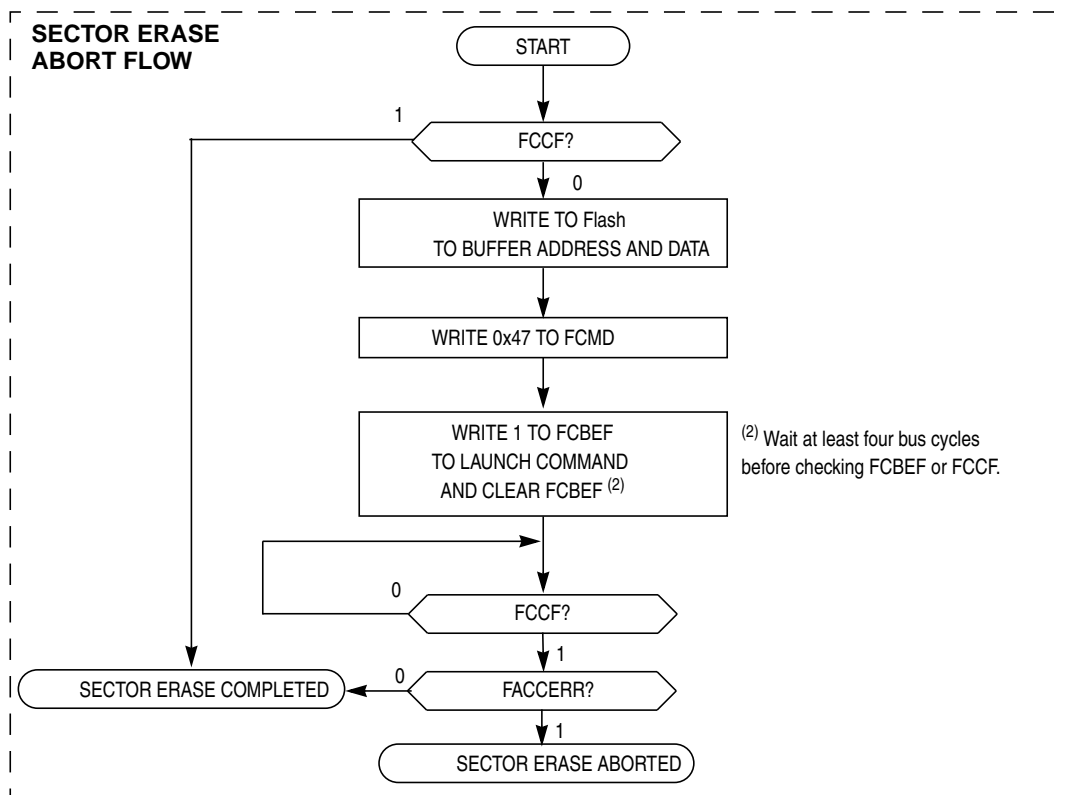 SECTOR ERASE
ABORT FLOW
START
1
FCCF?
0
WRITE TO Flash
TO BUFFER ADDRESS AND DATA
WRITE 0x47 TO FCMD
WRITE 1 TO FCBEF
TO LAUNCH COMMAND
AND CLEAR FCBEF (2)
(2) Wait at least four bus cycles
before checking FCBEF or FCCF.
0
FCCF?
1
SECTOR ERASE COMPLETED
0
FACCERR?
1
SECTOR ERASE ABORTED